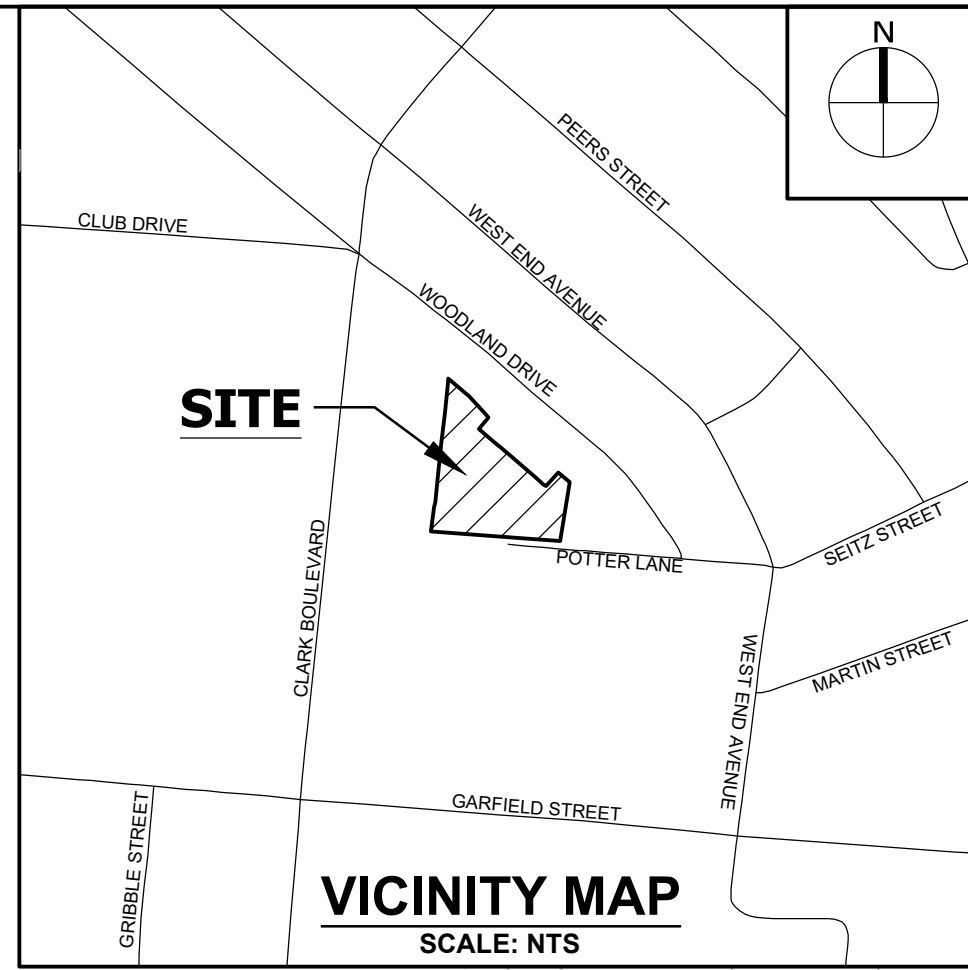 N
PEERS STREET
CLUB DRIVE
WEST END AVENUE
WOODLAND DRIVE
SITE
SEITZ STREET
POTTER LANE
CLARK BOULEVARD
MARTIN STREET
WEST END AVENUE
GARFIELD STREET
GRIBBLE STREET
VICINITY MAP
SCALE: NTS